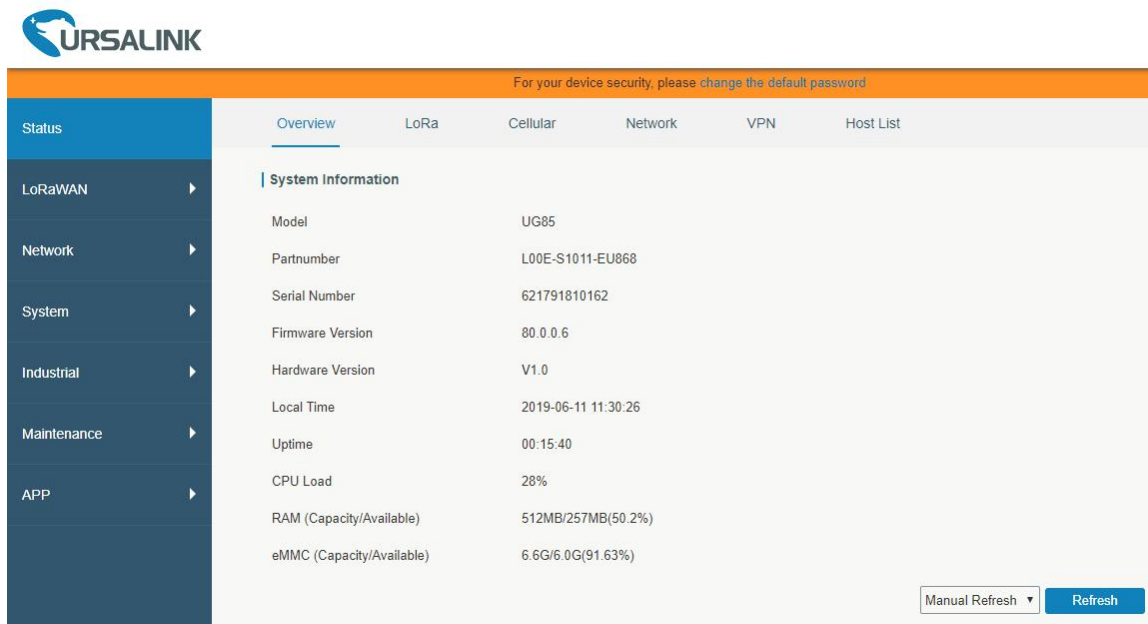 URSALINK
For your device security, please change the default password
Status
Overview LoRa Cellular Network VPN Host List
LoRaWAN
Network
System
Industrial
Maintenance
APP
System Information
Model UG85
Partnumber L00E-S1011-EU868
Serial Number 621791810162
Firmware Version 80.0.0.6
Hardware Version V1.0
Local Time 2019-06-11 11:30:26
Uptime 00:15:40
CPU Load 28%
RAM (Capacity/Available) 512MB/257MB(50.2%)
eMMC (Capacity/Available) 6.6G/6.0G(91.63%)
Manual Refresh Refresh